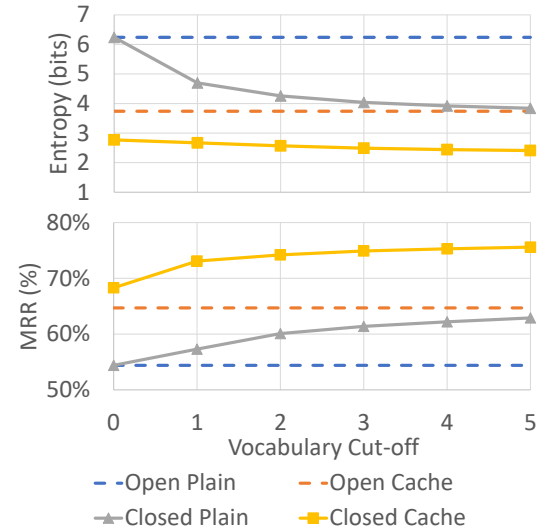 7
6
5
4
3
2
1
Entropy (bits)
80%
70%
60%
50%
MRR (%)
0 1 2 3 4 5
Vocabulary Cut-off
Open Plain Open Cache
Closed Plain Closed Cache